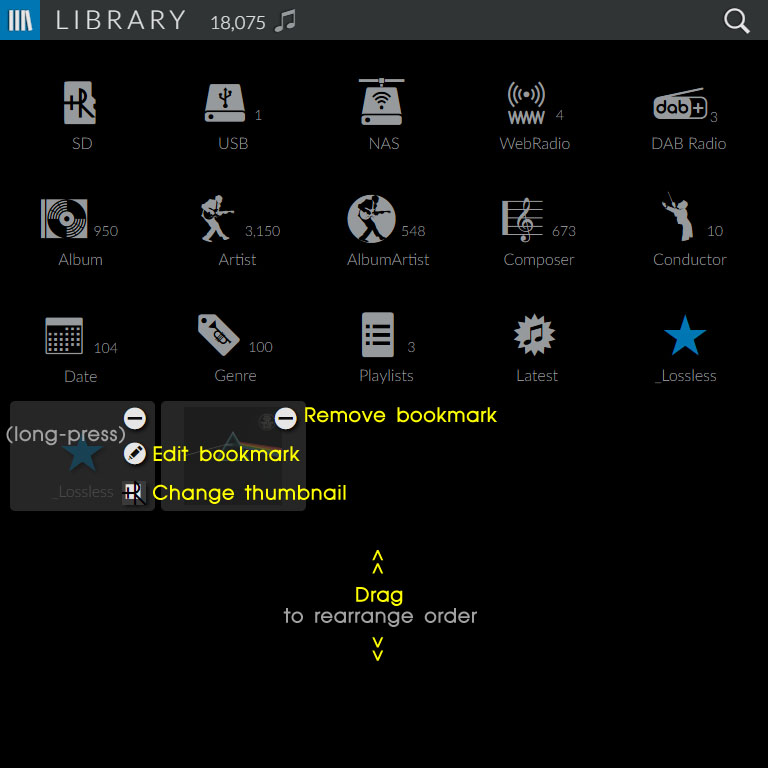 LIBRARY 18,075
SD
USB 1
NAS
WebRadio 4
DAB Radio 3
WWW
dab+
Album 950
Artist 3,150
AlbumArtist 548
Composer 673
Conductor 10
Date 104
Genre 100
Playlists 3
Latest
_Lossless
Remove bookmark
(long-press)
Edit bookmark
_Lossless
Change thumbnail
Drag
to rearrange order